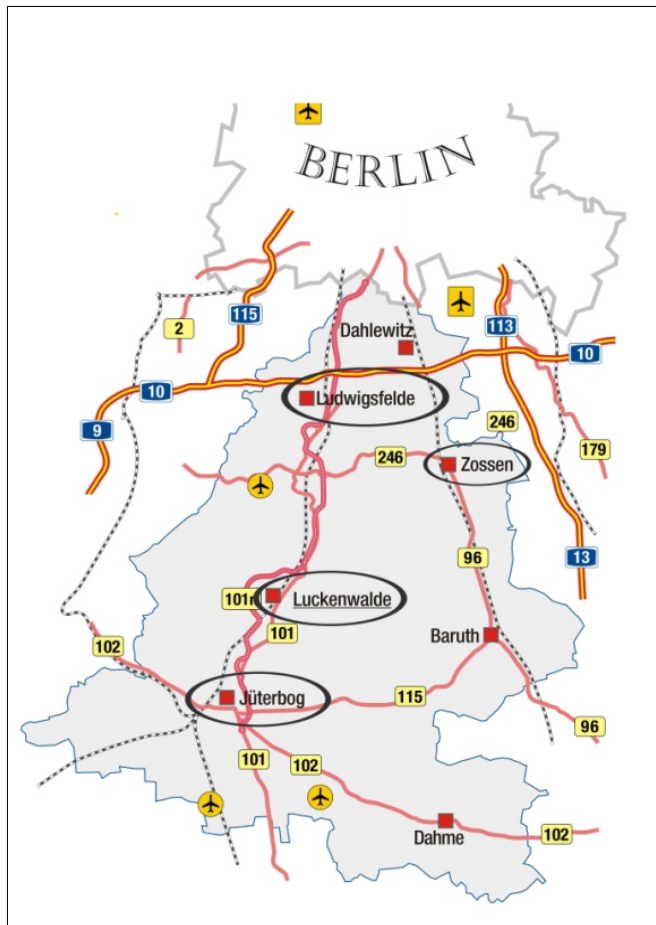 BERLIN
115
2
113
Dahlewitz
10
10
Ludwigsfelde
9
246
246
Zossen
179
96
13
101n
Luckenwalde
101
Baruth
102
Jüterbog
115
96
101
102
Dahme
102